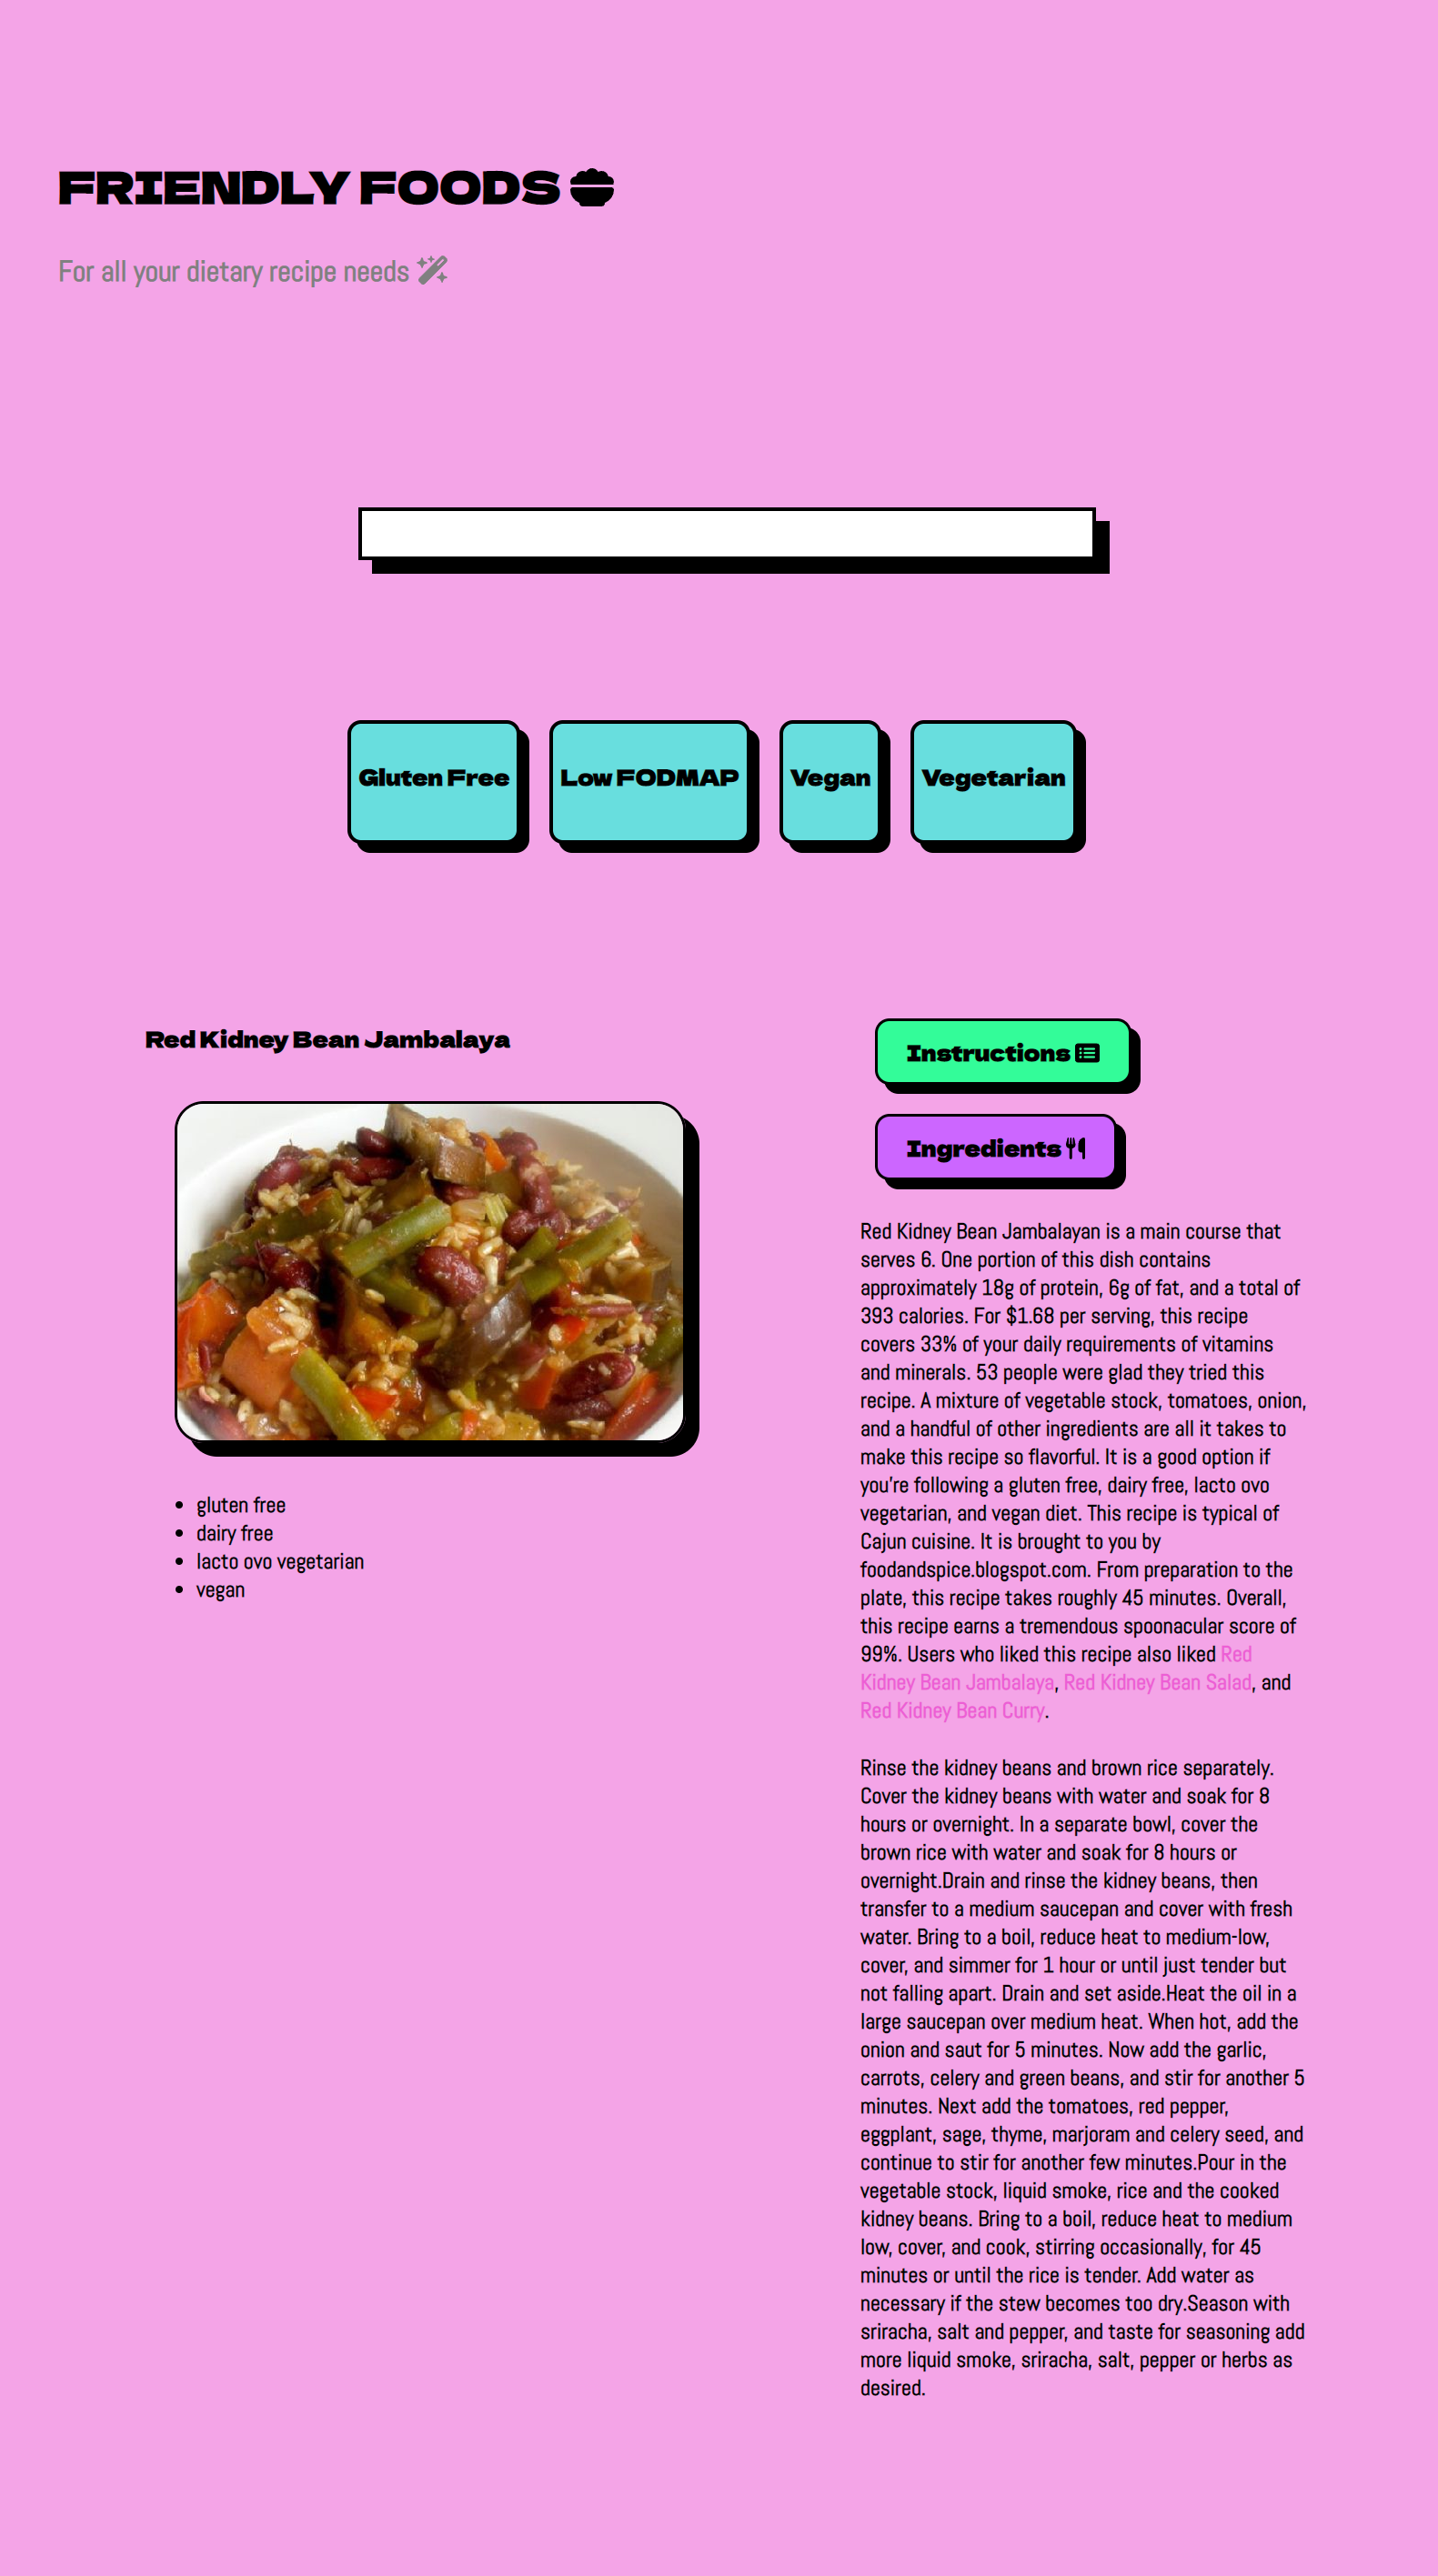 FRIENDLY FOODS
For all your dietary recipe needs
Gluten Free
Low FODMAP
Vegan
Vegetarian
Red Kidney Bean Jambalaya
gluten free
dairy free
lacto ovo vegetarian
vegan
Instructions
Ingredients
Red Kidney Bean Jambalayan is a main course that
serves 6. One portion of this dish contains
approximately 18g of protein, 6g of fat, and a total of
393 calories. For $1.68 per serving, this recipe
covers 33% of your daily requirements of vitamins
and minerals. 53 people were glad they tried this
recipe. A mixture of vegetable stock, tomatoes, onion,
and a handful of other ingredients are all it takes to
make this recipe so flavorful. It is a good option if
you're following a gluten free, dairy free, lacto ovo
vegetarian, and vegan diet. This recipe is typical of
Cajun cuisine. It is brought to you by
foodandspice.blogspot.com. From preparation to the
plate, this recipe takes roughly 45 minutes. Overall,
this recipe earns a tremendous spoonacular score of
99%. Users who liked this recipe also liked Red
Kidney Bean Jambalaya, Red Kidney Bean Salad, and
Red Kidney Bean Curry.
Rinse the kidney beans and brown rice separately.
Cover the kidney beans with water and soak for 8
hours or overnight. In a separate bowl, cover the
brown rice with water and soak for 8 hours or
overnight.Drain and rinse the kidney beans, then
transfer to a medium saucepan and cover with fresh
water. Bring to a boil, reduce heat to medium-low,
cover, and simmer for 1 hour or until just tender but
not falling apart. Drain and set aside.Heat the oil in a
large saucepan over medium heat. When hot, add the
onion and saut for 5 minutes. Now add the garlic,
carrots, celery and green beans, and stir for another 5
minutes. Next add the tomatoes, red pepper,
eggplant, sage, thyme, marjoram and celery seed, and
continue to stir for another few minutes.Pour in the
vegetable stock, liquid smoke, rice and the cooked
kidney beans. Bring to a boil, reduce heat to medium
low, cover, and cook, stirring occasionally, for 45
minutes or until the rice is tender. Add water as
necessary if the stew becomes too dry.Season with
sriracha, salt and pepper, and taste for seasoning add
more liquid smoke, sriracha, salt, pepper or herbs as
desired.